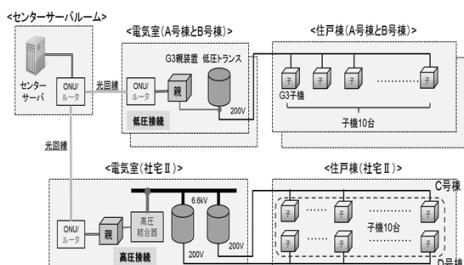 <センターサーバルーム>
<電気室(A号棟とB号棟)
<住戸棟(A号棟とB号棟)
センター
サーバ
ONU/
ルータ
光回線
ONU/
ルータ
G3親装置 低圧トランス
親
200V
低圧接続
子
子
子
子
G3子機
子機10台
光回線
<電気室(社宅Ⅱ)
<住戸棟(社宅Ⅱ)
C号棟
6.6kV
ONU/
ルータ
親
高圧
結合器
高圧接続
200V
200V
子
子
子
子
子機10台
子
子
子
子
D号棟